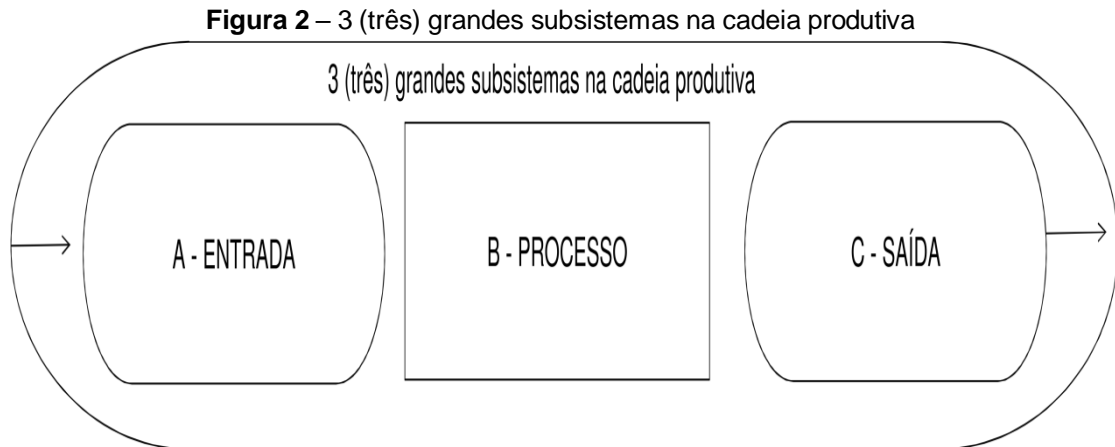 Figura 2 – 3 (três) grandes subsistemas na cadeia produtiva
3 (três) grandes subsistemas na cadeia produtiva
A - ENTRADA
B - PROCESSO
C - SAÍDA